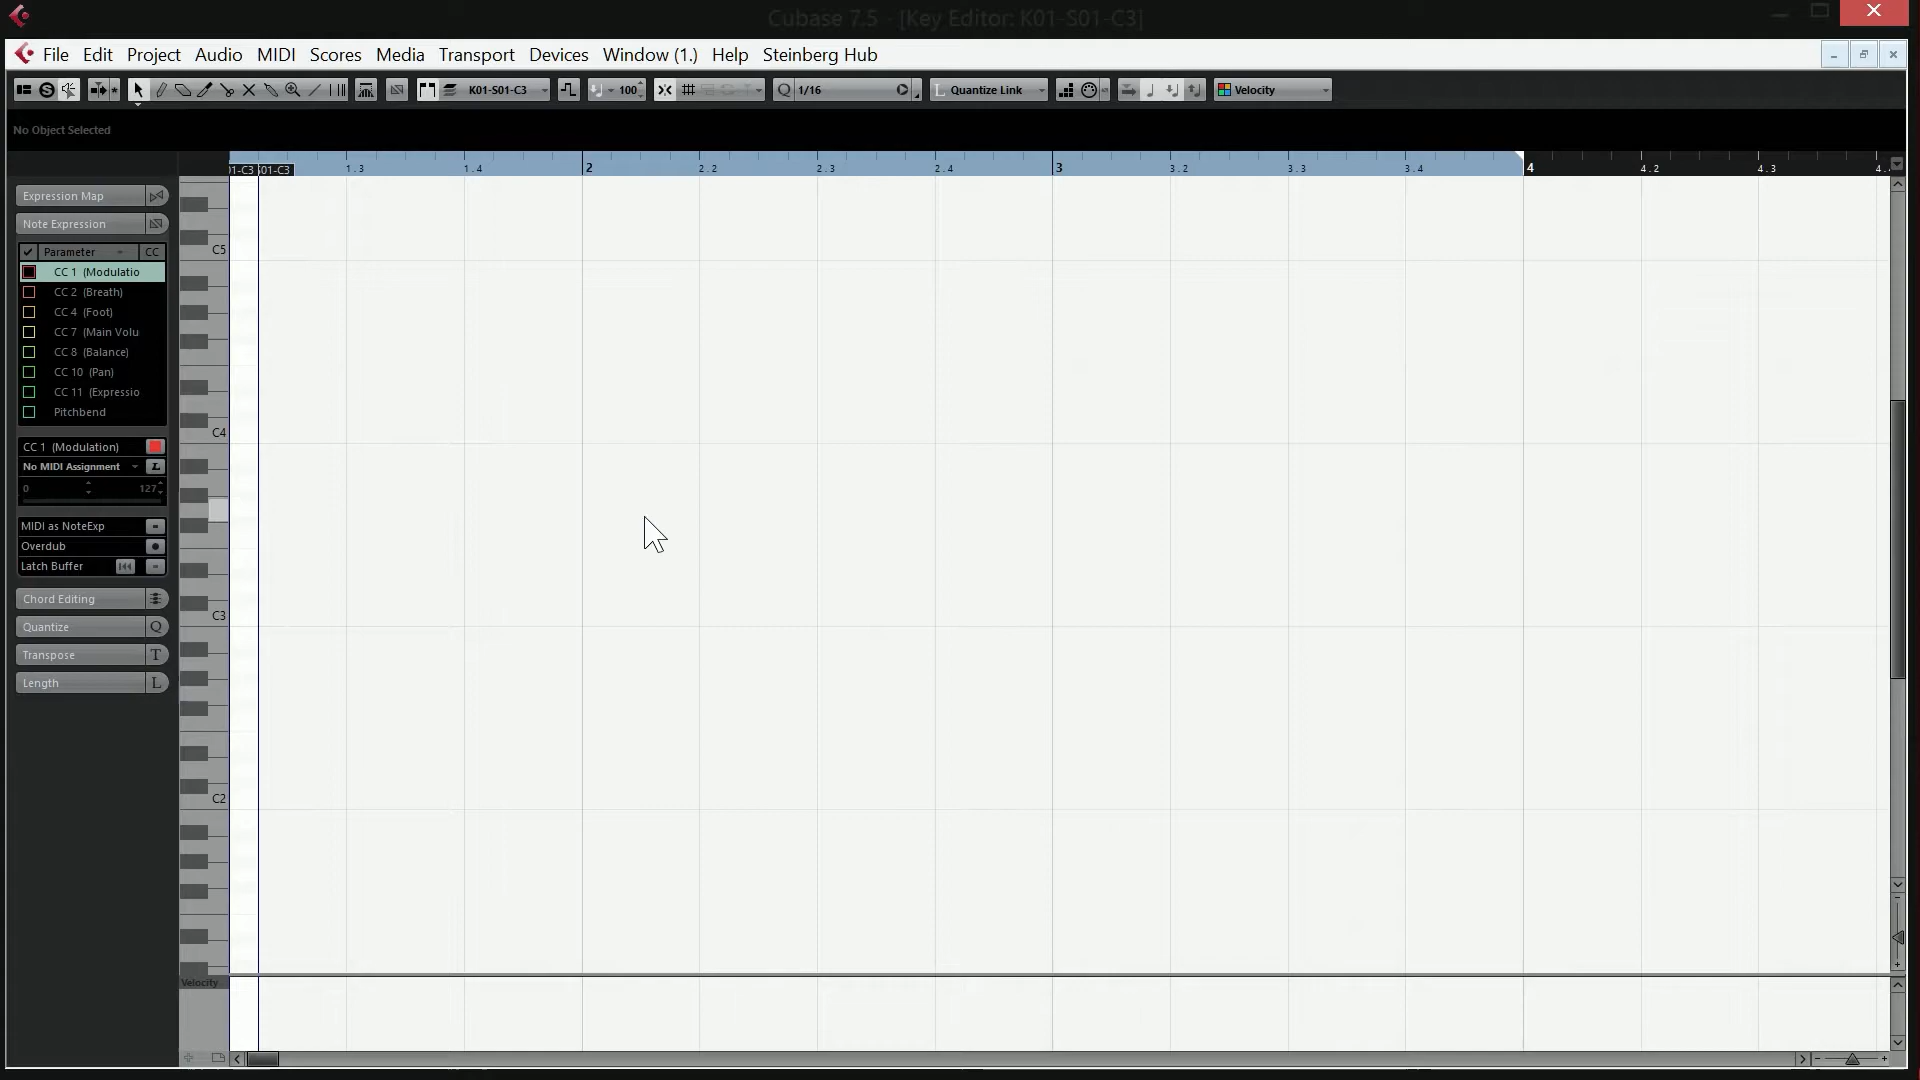 Cubase 7.5 - [Key Editor: K01-S01-C3]
File Edit Project Audio MIDI Scores Media Transport Devices Window (1.) Help Steinberg Hub
K01-S01-C3 100 Q 1/16 L Quantize Link Velocity
No Object Selected
01-C3 S01-C3 1.3 1.4 2 2.2 2.3 2.4 3 3.2 3.3 3.4 4 4.2 4.3 4.
Expression Map
Note Expression
Parameter CC
CC 1 (Modulatio
CC 2 (Breath)
CC 4 (Foot)
CC 7 (Main Volu
CC 8 (Balance)
CC 10 (Pan)
CC 11 (Expressio
Pitchbend
CC 1 (Modulation)
No MIDI Assignment L
0 127
MIDI as NoteExp
Overdub
Latch Buffer
Chord Editing
Quantize Q
Transpose T
Length L
C5
C4
C3
C2
Velocity